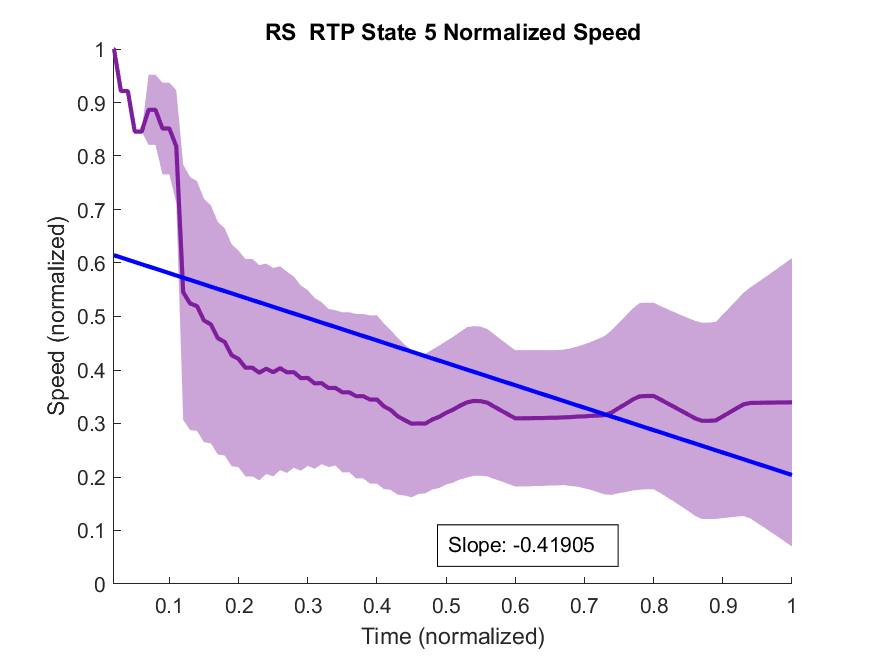 RS  RTP State 5 Normalized Speed
1
0.9
0.8
0.7
0.6
0.5
0.4
0.3
0.2
0.1
0
Speed (normalized)
Slope: -0.41905
0.1 0.2 0.3 0.4 0.5 0.6 0.7 0.8 0.9 1
Time (normalized)